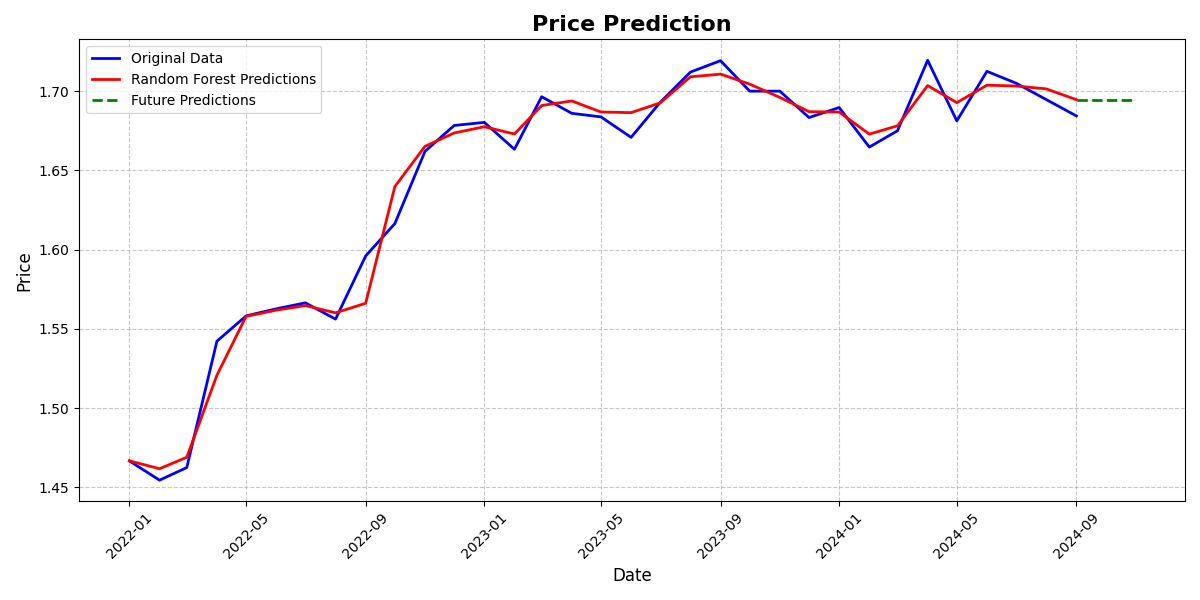 Price Prediction
Original Data
Random Forest Predictions
Future Predictions
Price
1.70
1.65
1.60
1.55
1.50
1.45
2022-01
2022-05
2022-09
2023-01
2023-05
2023-09
2024-01
2024-05
2024-09
Date